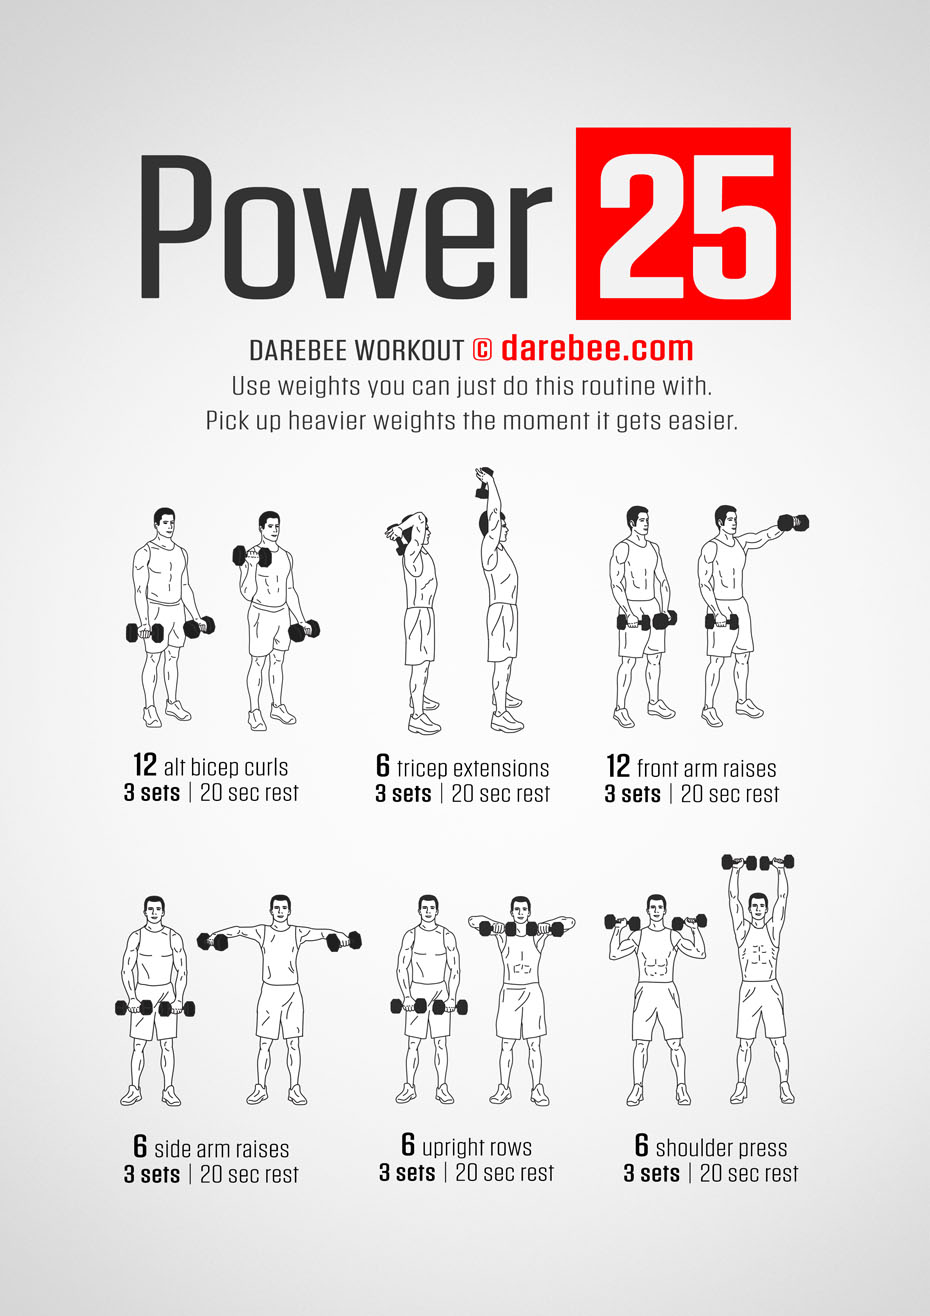 Power 25
DAREBEE WORKOUT © darebee.com
Use weights you can just do this routine with.
Pick up heavier weights the moment it gets easier.
12 alt bicep curls
3 sets | 20 sec rest
6 tricep extensions
3 sets | 20 sec rest
12 front arm raises
3 sets | 20 sec rest
6 side arm raises
3 sets | 20 sec rest
6 upright rows
3 sets | 20 sec rest
6 shoulder press
3 sets | 20 sec rest